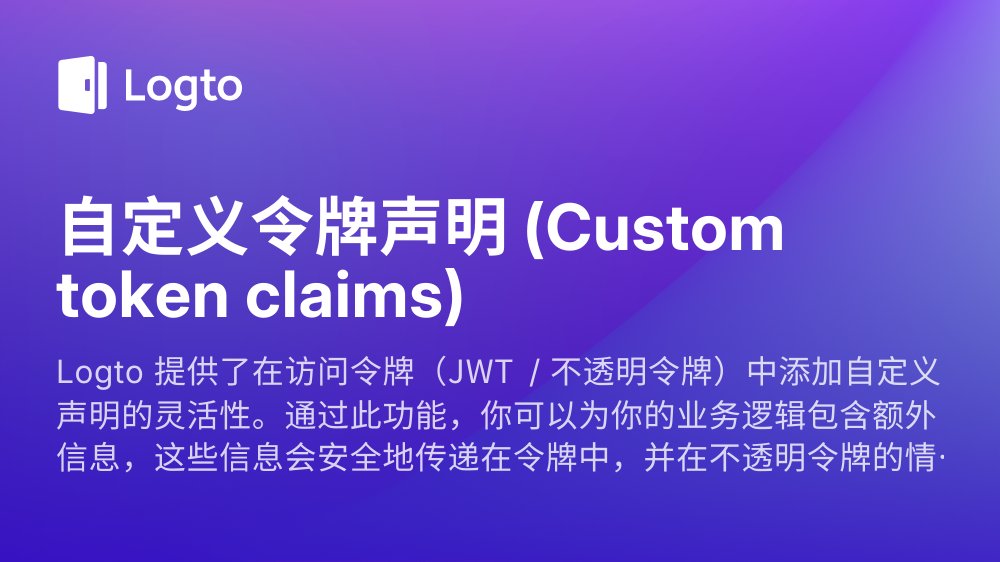 Logto
自定义令牌声明 (Custom
token claims)
Logto 提供了在访问令牌（JWT / 不透明令牌）中添加自定义
声明的灵活性。通过此功能，你可以为你的业务逻辑包含额外
信息，这些信息会安全地传递在令牌中，并在不透明令牌的情·